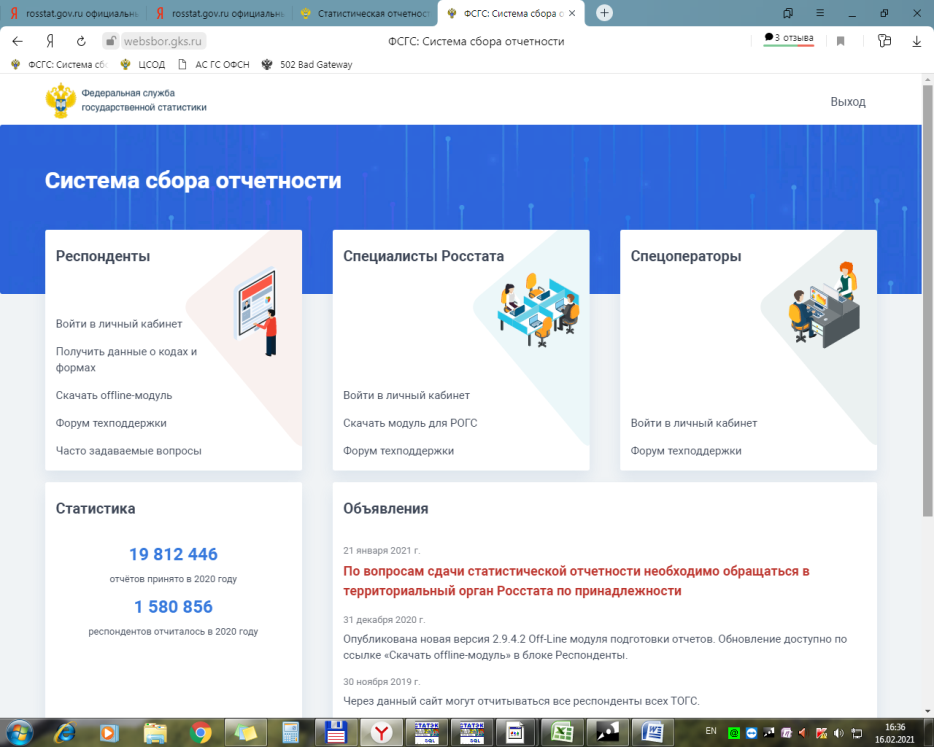 rosstat.gov.ru официальнь
rosstat.gov.ru официальнь
Статистическая отчетност
ФСГС: Система сбора о
websbor.gks.ru
ФСГС: Система сбора отчетности
3 отзыва
ФСГС: Система сбо
ЦСОД
АС ГС ОФСН
502 Bad Gateway
Федеральная служба
государственной статистики
Выход
Система сбора отчетности
Респонденты
Войти в личный кабинет
Получить данные о кодах и
формах
Скачать offline-модуль
Форум техподдержки
Часто задаваемые вопросы
Специалисты Росстата
Войти в личный кабинет
Скачать модуль для РОГС
Форум техподдержки
Спецоператоры
Войти в личный кабинет
Форум техподдержки
Статистика
19 812 446
отчётов принято в 2020 году
1 580 856
респондентов отчиталось в 2020 году
Объявления
21 января 2021 г.
По вопросам сдачи статистической отчетности необходимо обращаться в
территориальный орган Росстата по принадлежности
31 декабря 2020 г.
Опубликована новая версия 2.9.4.2 Off-Line модуля подготовки отчетов. Обновление доступно по
ссылке «Скачать offline-модуль» в блоке Респонденты.
30 ноября 2019 г.
Через данный сайт могут отчитываться все респонденты всех ТОГС.
EN
16:36
16.02.2021